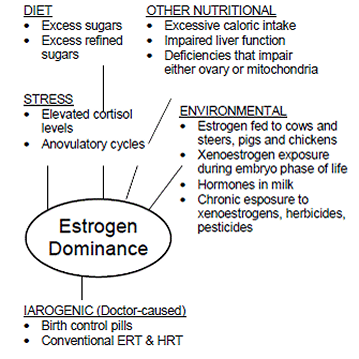 DIET
• Excess sugars
• Excess refined
sugars
OTHER NUTRITIONAL
• Excessive caloric intake
• Impaired liver function
• Deficiencies that impair
either ovary or mitochondria
STRESS
• Elevated cortisol
levels
• Anovulatory cycles
ENVIRONMENTAL
• Estrogen fed to cows and
steers, pigs and chickens
• Xenoestrogen exposure
during embryo phase of life
• Hormones in milk
• Chronic exposure to
xenoestrogens, herbicides,
pesticides
Estrogen
Dominance
IAROGENIC (Doctor-caused)
• Birth control pills
• Conventional ERT & HRT